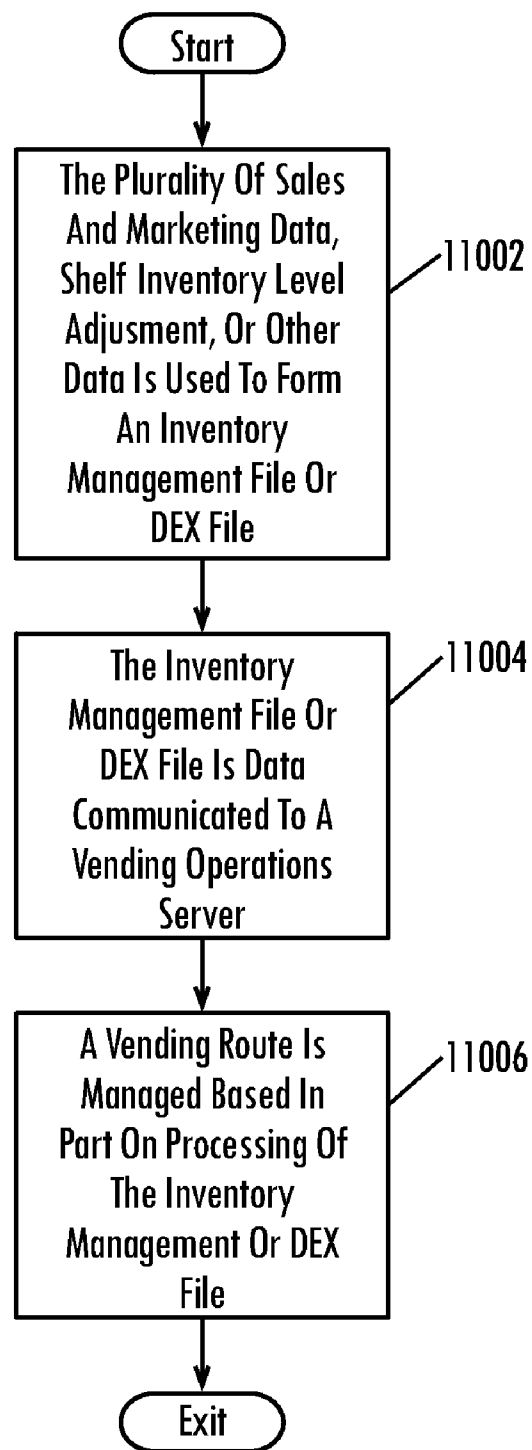 Start
The Plurality Of Sales
And Marketing Data,
Shelf Inventory Level
Adjusment, Or Other
Data Is Used To Form
An Inventory
Management File Or
DEX File
11002
The Inventory
Management File Or
DEX File Is Data
Communicated To A
Vending Operations
Server
11004
A Vending Route Is
Managed Based In
Part On Processing Of
The Inventory
Management Or DEX
File
11006
Exit